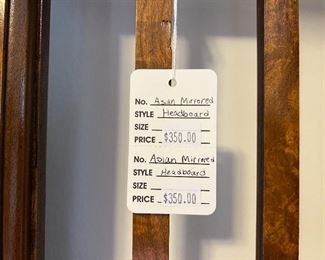 No. Asian Mirrored
STYLE Headboard
SIZE
PRICE $350.00
No. Asian Mirrored
STYLE Headboard
SIZE
PRICE $350.00